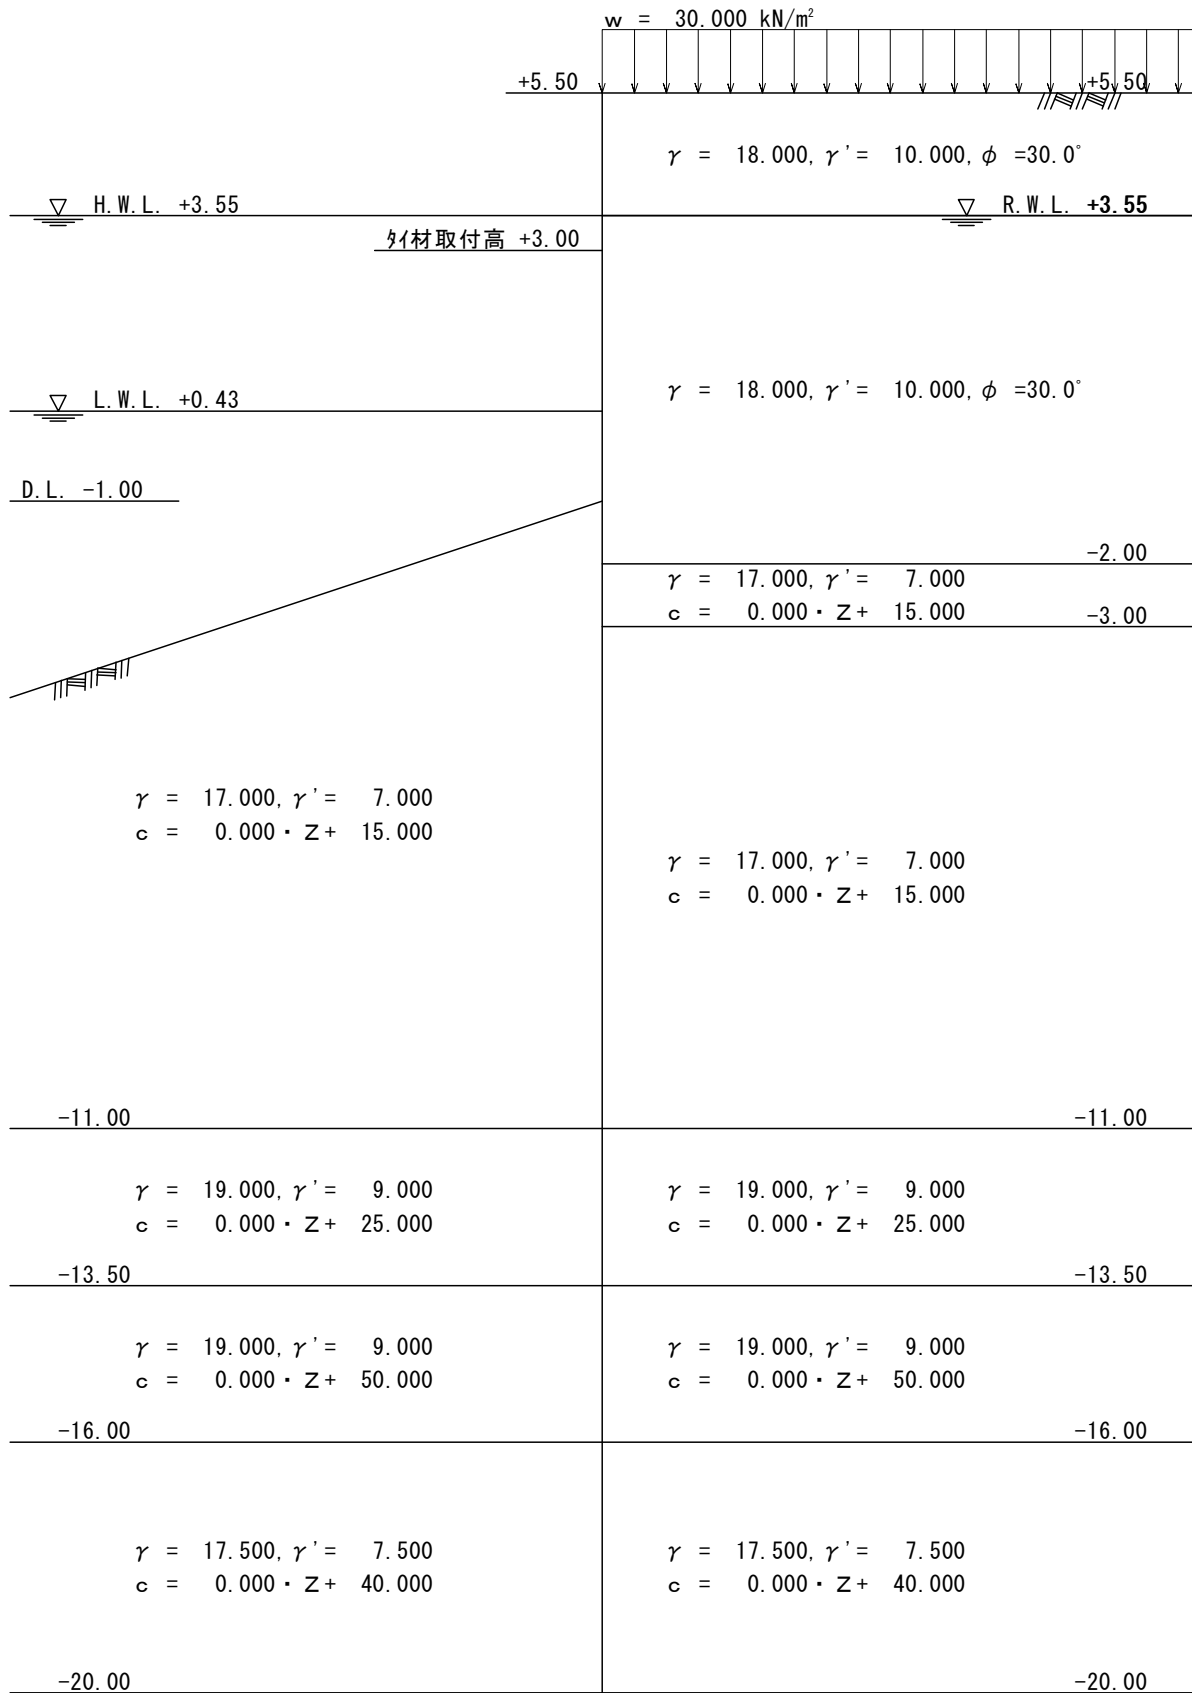 w = 30.000 kN/m²
+5.50 +5.50
γ = 18.000, γ'= 10.000, φ =30.0°
H.W.L. +3.55 R.W.L. +3.55
タイ材取付高 +3.00
L.W.L. +0.43 γ = 18.000, γ'= 10.000, φ =30.0°
D.L. -1.00
-2.00
γ = 17.000, γ'= 7.000
c = 0.000・Z+ 15.000 -3.00
γ = 17.000, γ'= 7.000
c = 0.000・Z+ 15.000
γ = 17.000, γ'= 7.000
c = 0.000・Z+ 15.000
-11.00 -11.00
γ = 19.000, γ'= 9.000 γ = 19.000, γ'= 9.000
c = 0.000・Z+ 25.000 c = 0.000・Z+ 25.000
-13.50 -13.50
γ = 19.000, γ'= 9.000 γ = 19.000, γ'= 9.000
c = 0.000・Z+ 50.000 c = 0.000・Z+ 50.000
-16.00 -16.00
γ = 17.500, γ'= 7.500 γ = 17.500, γ'= 7.500
c = 0.000・Z+ 40.000 c = 0.000・Z+ 40.000
-20.00 -20.00